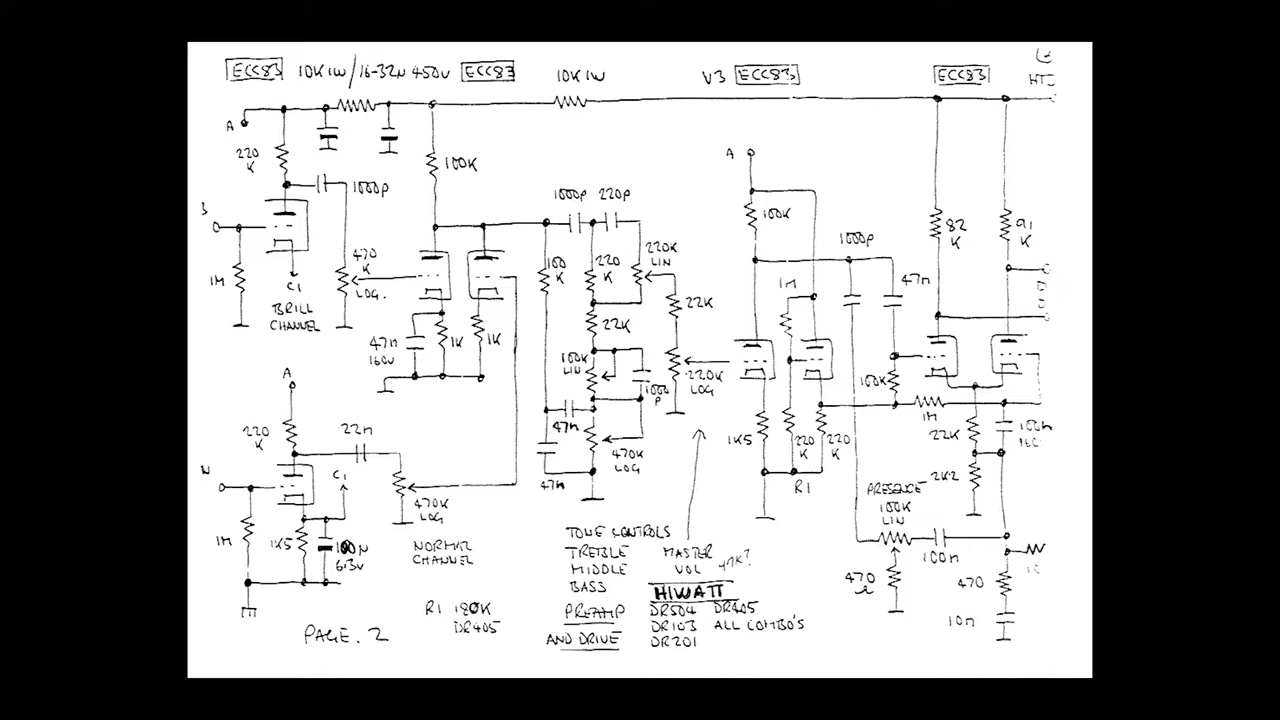 ECC83 10K 1W/16-32µ 450V ECC83 10K 1W V3 ECC83 ECC83
HT
A
220
K
1000p
100K
1M
470
K
LOG.
C1
BRILL
CHANNEL
47n
160V
1K
1K
1000p 220p
100
K
220
K
220K
LIN
22K
22K
100K
LIN
1000
P
220K
LOG
47n
470K
LOG
47n
A
100K
1000p
1M
47n
82
K
91
K
100K
1M
1K5
220
K
220
K
R1
22K
100n
2K2
PRESENCE
100K
LIN
100n
470
Ω
470
10n
A
220
K
22n
N
C1
1M
1K5
6.3V
470K
LOG
NORMAL
CHANNEL
TONE CONTROLS
TREBLE
MIDDLE
BASS
MASTER
VOL 47K?
HIWATT
PREAMP
AND DRIVE
DR504 DR405
DR103 ALL COMBO'S
DR201
R1 180K
DR405
PAGE. 2